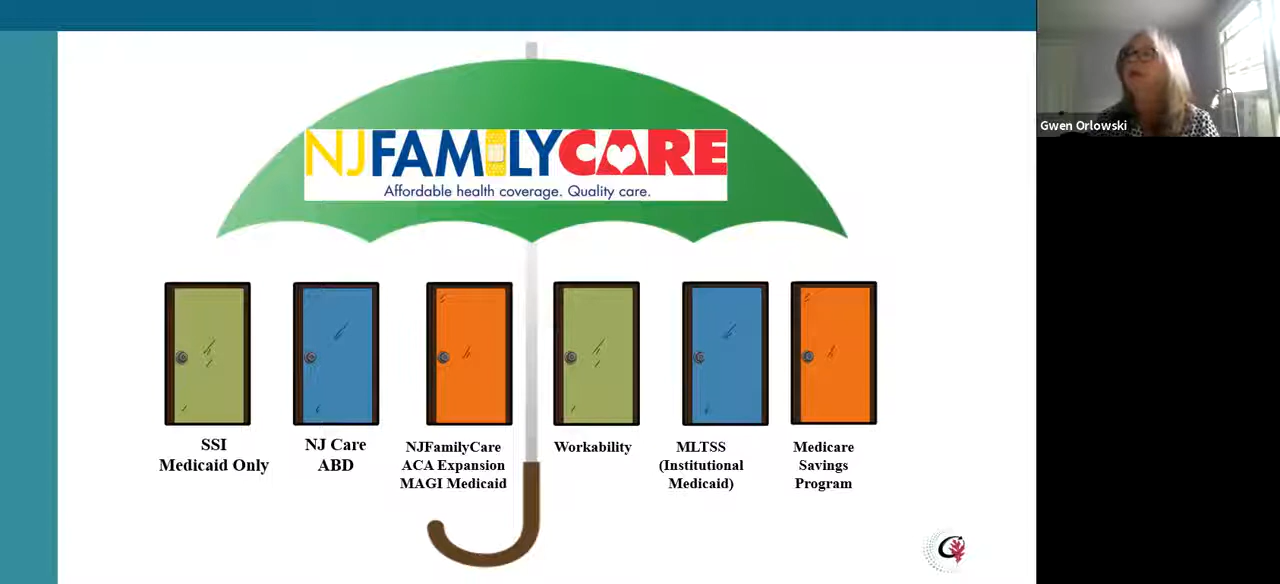 Gwen Orlowski
NJFAMILYCARE
Affordable health coverage. Quality care.
SSI
Medicaid Only
NJ Care
ABD
NJFamilyCare
ACA Expansion
MAGI Medicaid
Workability
MLTSS
(Institutional
Medicaid)
Medicare
Savings
Program